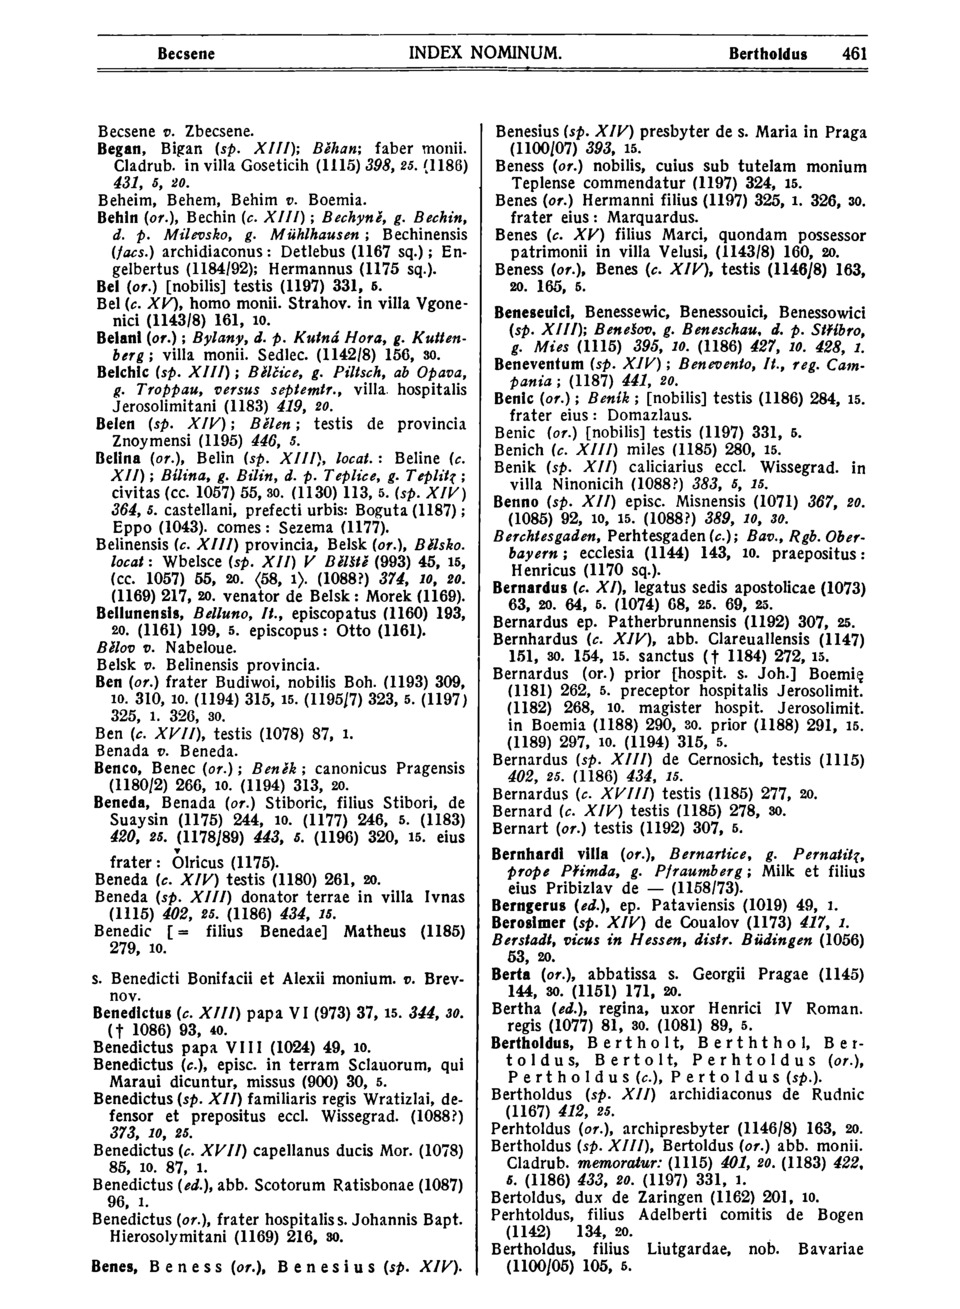 Becsene INDEX NOMINUM. Bertholdus 461
Becsene v. Zbecsene.
Began, Bigan (sp. XIII); Běhan; faber monii.
Cladrub. in villa Goseticih (1115) 398, 25. (1186)
431, 5, 20.
Beheim, Behem, Behim v. Boemia.
Behin (or.), Bechin (c. XIII) ; Bechyně, g. Bechin,
d. p. Milevsko, g. Mühlhausen ; Bechinensis
(facs.) archidiaconus : Detlebus (1167 sq.) ; En-
gelbertus (1184/92); Hermannus (1175 sq.).
Bel (or.) [nobilis] testis (1197) 331, 5.
Bel (c. XV), homo monii. Strahov. in villa Vgone-
nici (1143/8) 161, 10.
Belani (or.) ; Bylany, d. p. Kutná Hora, g. Kutten-
berg ; villa monii. Sedlec. (1142/8) 156, 30.
Belchic (sp. XIII) ; Bělčice, g. Piltsch, ab Opava,
g. Troppau, versus septemtr., villa hospitalis
Jerosolimitani (1183) 419, 20.
Belen (sp. XIV) ; Bělen ; testis de provincia
Znoymensi (1195) 446, 5.
Belina (or.), Belin (sp. XIII), locat. : Beline (c.
XII) ; Bílina, g. Bilin, d. p. Teplice, g. Teplitz ;
civitas (cc. 1057) 55, 30. (1130) 113, 5. (sp. XIV)
364, 5. castellani, prefecti urbis: Boguta (1187) ;
Eppo (1043). comes : Sezema (1177).
Belinensis (c. XIII) provincia, Belsk (or.), Bělsko.
locat : Wbelsce (sp. XII) V Bělště (993) 45, 15,
(cc. 1057) 55, 20. ⟨58, 1⟩. (1088?) 374, 10, 20.
(1169) 217, 20. venator de Belsk : Morek (1169).
Bellunensis, Belluno, It., episcopatus (1160) 193,
20. (1161) 199, 5. episcopus : Otto (1161).
Bělov v. Nabeloue.
Belsk v. Belinensis provincia.
Ben (or.) frater Budiwoi, nobilis Boh. (1193) 309,
10. 310, 10. (1194) 315, 15. (1195/7) 323, 5. (1197)
325, 1. 326, 30.
Ben (c. XVII), testis (1078) 87, 1.
Benada v. Beneda.
Benco, Benec (or.) ; Beněk ; canonicus Pragensis
(1180/2) 266, 10. (1194) 313, 20.
Beneda, Benada (or.) Stiboric, filius Stibori, de
Suaysin (1175) 244, 10. (1177) 246, 5. (1183)
420, 25. (1178/89) 443, 5. (1196) 320, 15. eius
frater : Olricus (1175).
Beneda (c. XIV) testis (1180) 261, 20.
Beneda (sp. XIII) donator terrae in villa Ivnas
(1115) 402, 25. (1186) 434, 15.
Benedic [= filius Benedae] Matheus (1185)
279, 10.
s. Benedicti Bonifacii et Alexii monium. v. Brev-
nov.
Benedictus (c. XIII) papa VI (973) 37, 15. 344, 30.
(† 1086) 93, 40.
Benedictus papa VIII (1024) 49, 10.
Benedictus (c.), episc. in terram Sclauorum, qui
Maraui dicuntur, missus (900) 30, 5.
Benedictus (sp. XII) familiaris regis Wratizlai, de-
fensor et prepositus eccl. Wissegrad. (1088?)
373, 10, 25.
Benedictus (c. XVII) capellanus ducis Mor. (1078)
85, 10. 87, 1.
Benedictus (ed.), abb. Scotorum Ratisbonae (1087)
96, 1.
Benedictus (or.), frater hospitalis s. Johannis Bapt.
Hierosolymitani (1169) 216, 30.
Benes, Beness (or.), Benesius (sp. XIV).
Benesius (sp. XIV) presbyter de s. Maria in Praga
(1100/07) 393, 15.
Beness (or.) nobilis, cuius sub tutelam monium
Teplense commendatur (1197) 324, 15.
Benes (or.) Hermanni filius (1197) 325, 1. 326, 30.
frater eius : Marquardus.
Benes (c. XV) filius Marci, quondam possessor
patrimonii in villa Velusi, (1143/8) 160, 20.
Beness (or.), Benes (c. XIV), testis (1146/8) 163,
20. 165, 5.
Beneseuici, Benessewic, Benessouici, Benessowici
(sp. XIII); Benešov, g. Beneschau, d. p. Stříbro,
g. Mies (1115) 395, 10. (1186) 427, 10. 428, 1.
Beneventum (sp. XIV) ; Benevento, It., reg. Cam-
pania ; (1187) 441, 20.
Benic (or.) ; Beník ; [nobilis] testis (1186) 284, 15.
frater eius : Domazlaus.
Benic (or.) [nobilis] testis (1197) 331, 5.
Benich (c. XIII) miles (1185) 280, 15.
Benik (sp. XII) caliciarius eccl. Wissegrad. in
villa Ninonicih (1088?) 383, 5, 15.
Benno (sp. XII) episc. Misnensis (1071) 367, 20.
(1085) 92, 10, 15. (1088?) 389, 10, 30.
Berchtesgaden, Perhtesgaden (c.); Bav., Rgb. Ober-
bayern ; ecclesia (1144) 143, 10. praepositus :
Henricus (1170 sq.).
Bernardus (c. XI), legatus sedis apostolicae (1073)
63, 20. 64, 5. (1074) 68, 25. 69, 25.
Bernardus ep. Patherbrunnensis (1192) 307, 25.
Bernhardus (c. XIV), abb. Clareuallensis (1147)
151, 30. 154, 15. sanctus († 1184) 272, 15.
Bernardus (or.) prior [hospit. s. Joh.] Boemię
(1181) 262, 5. preceptor hospitalis Jerosolimit.
(1182) 268, 10. magister hospit. Jerosolimit.
in Boemia (1188) 290, 30. prior (1188) 291, 15.
(1189) 297, 10. (1194) 315, 5.
Bernardus (sp. XIII) de Cernosich, testis (1115)
402, 25. (1186) 434, 15.
Bernardus (c. XVIII) testis (1185) 277, 20.
Bernard (c. XIV) testis (1185) 278, 30.
Bernart (or.) testis (1192) 307, 5.
Bernhardi villa (or.), Bernartice, g. Pernatitz,
prope Přimda, g. Pfraumberg ; Milk et filius
eius Pribizlav de — (1158/73).
Berngerus (ed.), ep. Pataviensis (1019) 49, 1.
Berosimer (sp. XIV) de Coualov (1173) 417, 1.
Berstadt, vicus in Hessen, distr. Büdingen (1056)
53, 20.
Berta (or.), abbatissa s. Georgii Pragae (1145)
144, 30. (1151) 171, 20.
Bertha (ed.), regina, uxor Henrici IV Roman.
regis (1077) 81, 30. (1081) 89, 5.
Bertholdus, Bertholt, Berththol, Ber-
toldus, Bertolt, Perhtoldus (or.),
Pertholdus (c.), Pertoldus (sp.).
Bertholdus (sp. XII) archidiaconus de Rudnic
(1167) 412, 25.
Perhtoldus (or.), archipresbyter (1146/8) 163, 20.
Bertholdus (sp. XIII), Bertoldus (or.) abb. monii.
Cladrub. memoratur: (1115) 401, 20. (1183) 422,
5. (1186) 433, 20. (1197) 331, 1.
Bertoldus, dux de Zaringen (1162) 201, 10.
Perhtoldus, filius Adelberti comitis de Bogen
(1142) 134, 20.
Bertholdus, filius Liutgardae, nob. Bavariae
(1100/05) 105, 5.